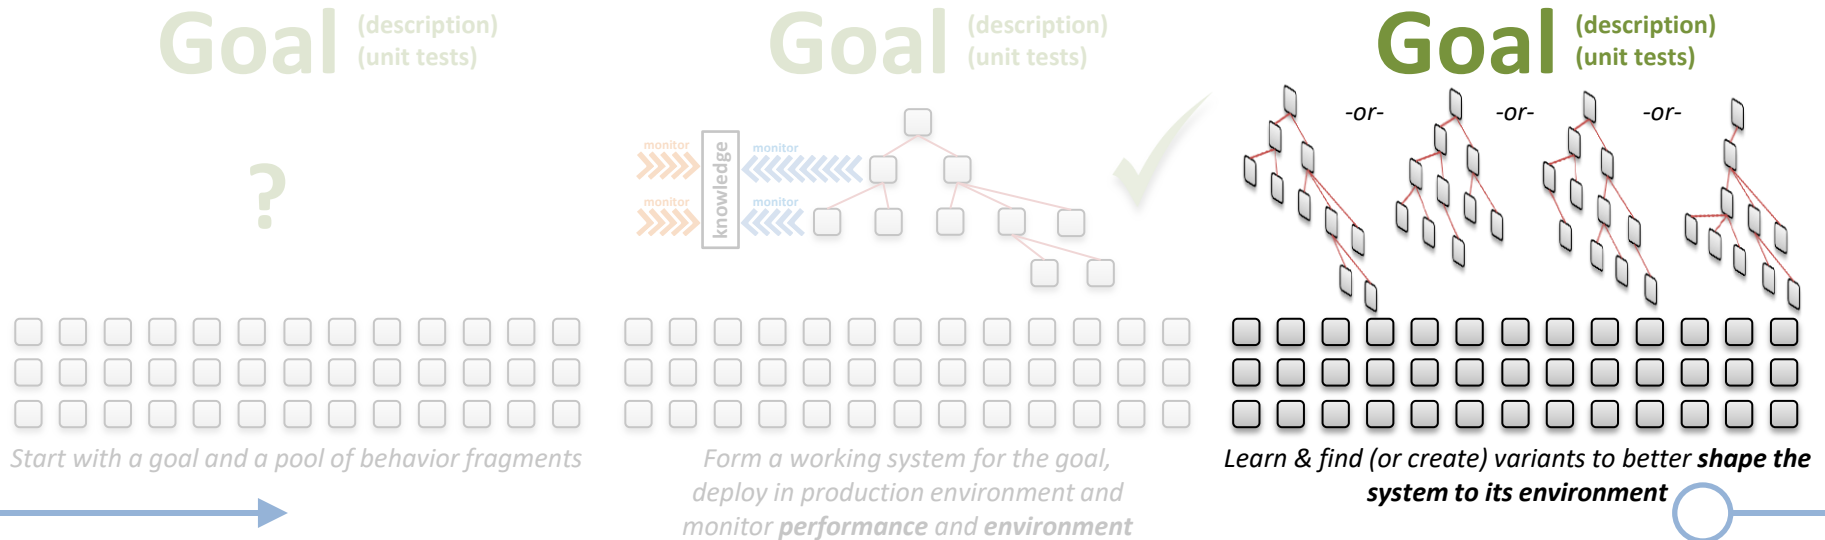 Goal (description)
(unit tests)
?
Start with a goal and a pool of behavior fragments
Goal (description)
(unit tests)
monitor
monitor
knowledge
monitor
monitor
Form a working system for the goal,
deploy in production environment and
monitor performance and environment
Goal (description)
(unit tests)
-or-
-or-
-or-
Learn & find (or create) variants to better shape the
system to its environment